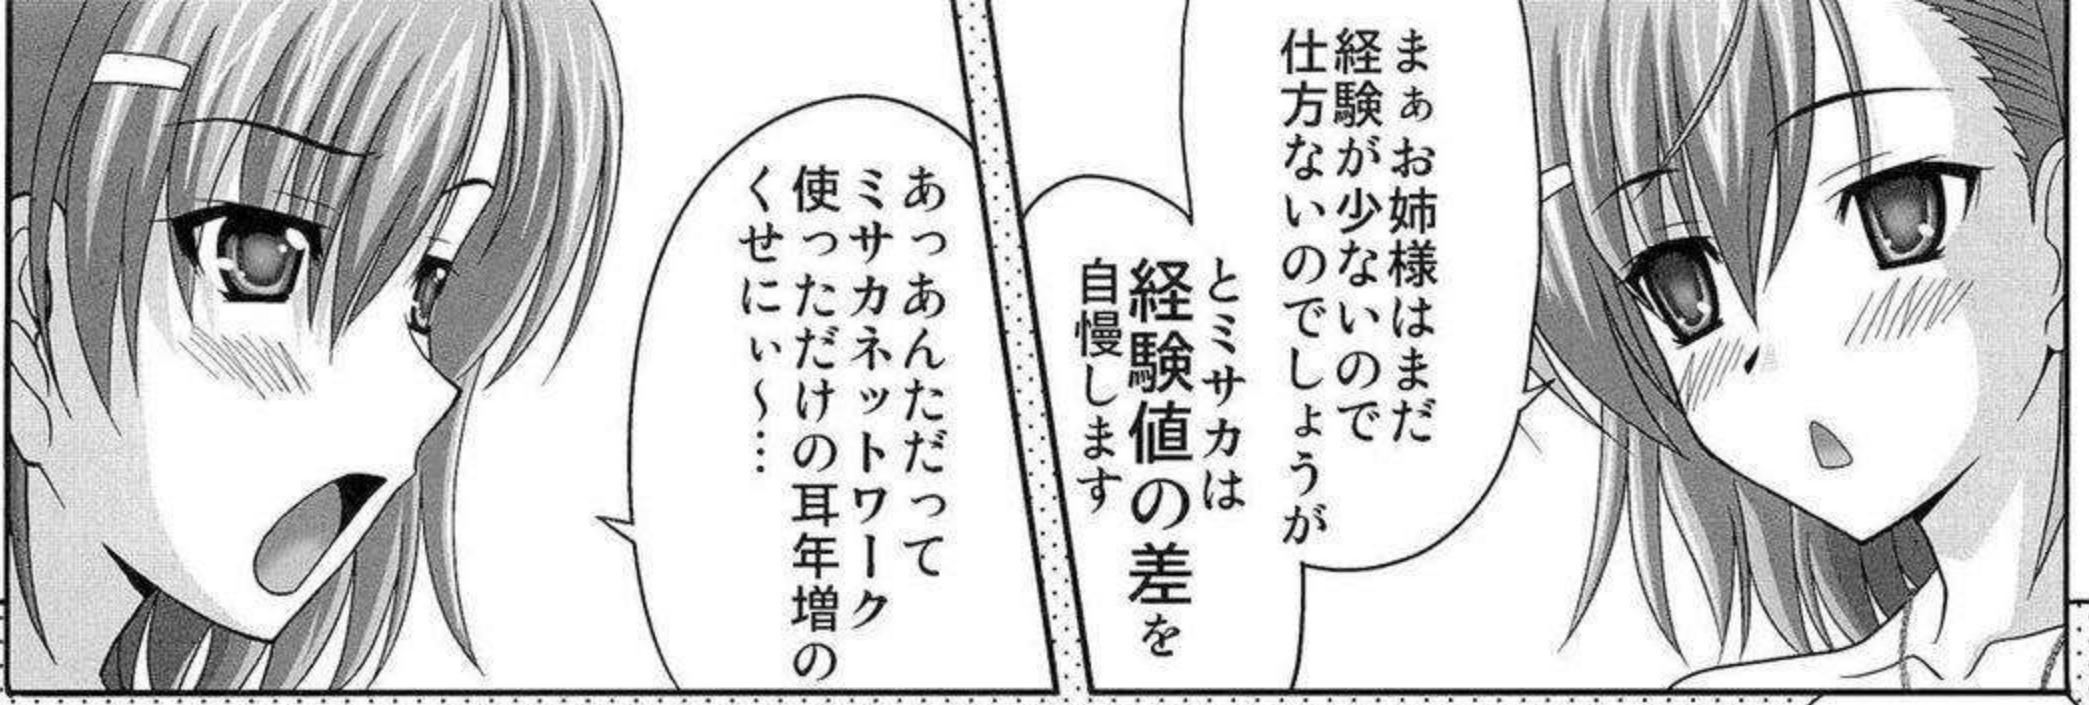 まぁお姉様はまだ
経験が少ないので
仕方ないのでしょうが
とミサカは
経験値の差を
自慢します
あっあんただって
ミサカネットワーク
使っただけの耳年増の
くせにぃ〜…